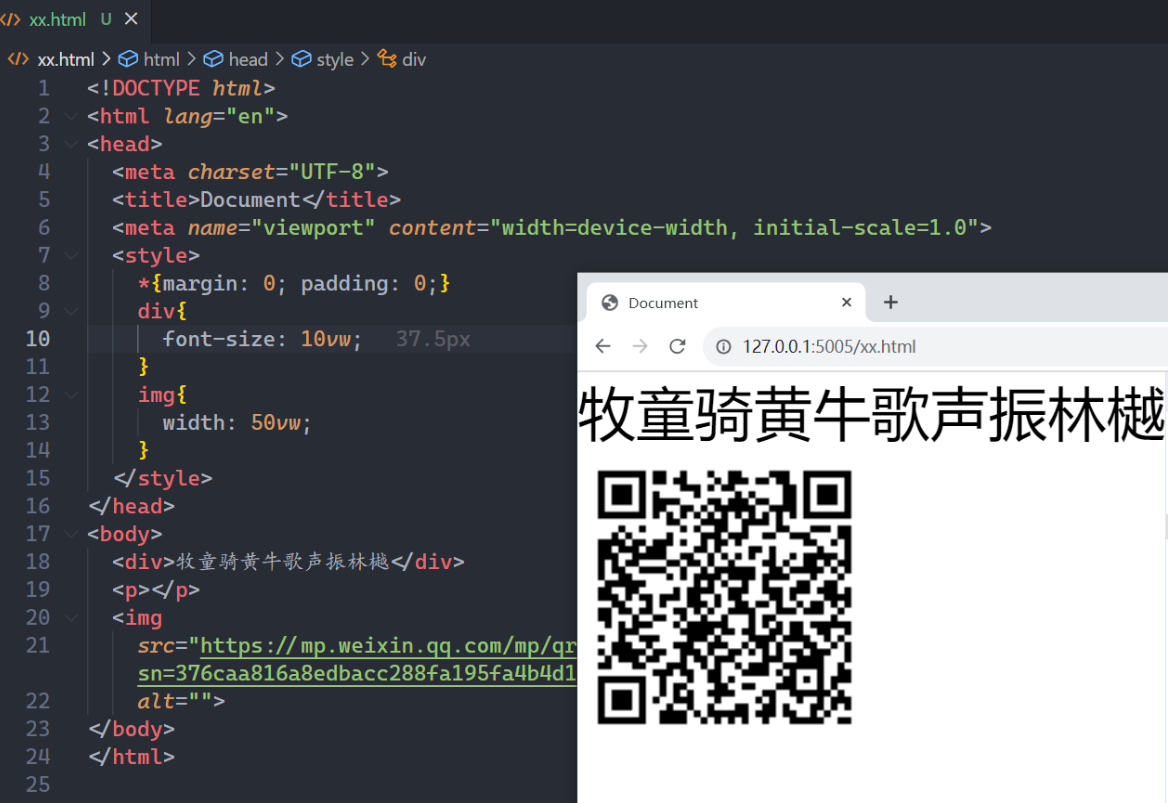 xx.html U
xx.html > html > head > style > div
1 <!DOCTYPE html>
2 <html lang="en">
3 <head>
4 <meta charset="UTF-8">
5 <title>Document</title>
6 <meta name="viewport" content="width=device-width, initial-scale=1.0">
7 <style>
8 *{margin: 0; padding: 0;}
9 div{
10 font-size: 10vw; 37.5px
11 }
12 img{
13 width: 50vw;
14 }
15 </style>
16 </head>
17 <body>
18 <div>牧童骑黄牛歌声振林樾</div>
19 <p></p>
20 <img
21 src="https://mp.weixin.qq.com/mp/qr
sn=376caa816a8edbacc288fa195fa4b4d1
22 alt="">
23 </body>
24 </html>
25
Document
127.0.0.1:5005/xx.html
牧童骑黄牛歌声振林樾